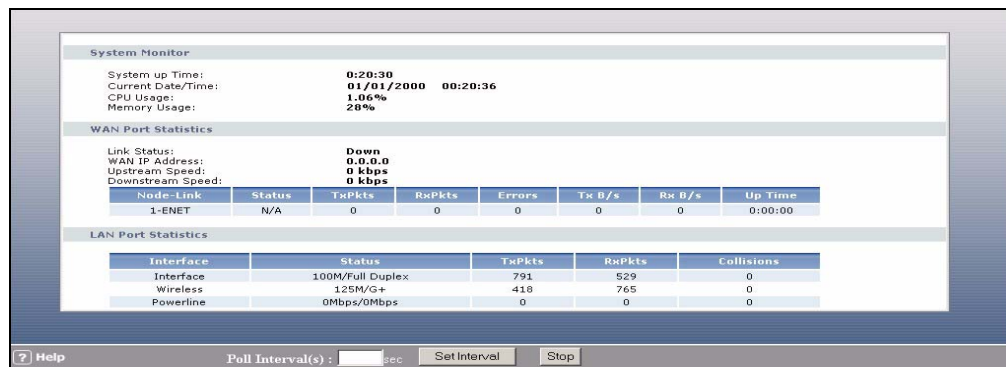 System Monitor
System up Time: 0:20:30
Current Date/Time: 01/01/2000 00:20:36
CPU Usage: 1.06%
Memory Usage: 28%
WAN Port Statistics
Link Status: Down
WAN IP Address: 0.0.0.0
Upstream Speed: 0 kbps
Downstream Speed: 0 kbps
Node-Link Status TxPkts RxPkts Errors Tx B/s Rx B/s Up Time
1-ENET N/A 0 0 0 0 0 0:00:00
LAN Port Statistics
Interface Status TxPkts RxPkts Collisions
Interface 100M/Full Duplex 791 529 0
Wireless 125M/G+ 418 765 0
Powerline 0Mbps/0Mbps 0 0 0
? Help Poll Interval(s) : sec Set Interval Stop